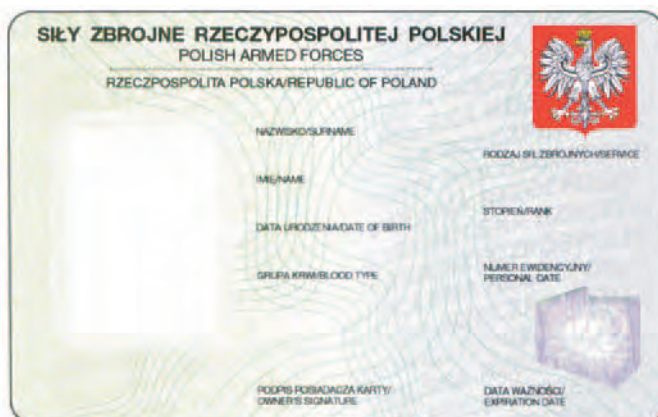 SIŁY ZBROJNE RZECZYPOSPOLITEJ POLSKIEJ
POLISH ARMED FORCES
RZECZPOSPOLITA POLSKA/REPUBLIC OF POLAND
NAZWISKO/SURNAME
RODZAJ SIŁ ZBROJNYCH/SERVICE
IMIĘ/NAME
STOPIEŃ/RANK
DATA URODZENIA/DATE OF BIRTH
GRUPA KRWI/BLOOD TYPE
NUMER EWIDENCYJNY/
PERSONAL DATE
PODPIS POSIADACZA KARTY/
OWNER'S SIGNATURE
DATA WAŻNOŚCI/
EXPIRATION DATE